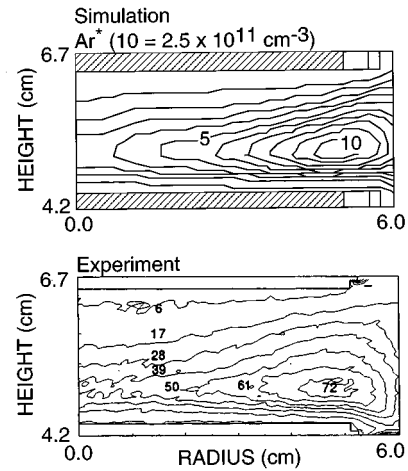 Simulation
Ar* (10 = 2.5 x 10¹¹ cm⁻³)
6.7
HEIGHT (cm)
5
10
4.2
0.0
6.0
Experiment
6.7
HEIGHT (cm)
6
17
28
39
50
61
72
4.2
0.0
RADIUS (cm)
6.0